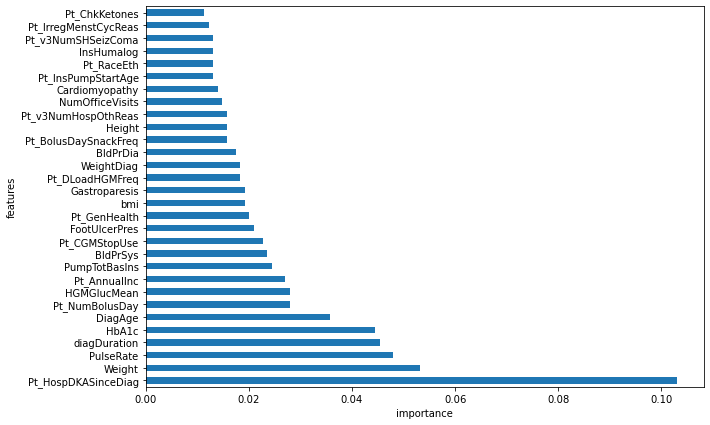 Pt_ChkKetones
Pt_IrregMenstCycReas
Pt_v3NumSHSeizComa
InsHumalog
Pt_RaceEth
Pt_InsPumpStartAge
Cardiomyopathy
NumOfficeVisits
Pt_v3NumHospOthReas
Height
Pt_BolusDaySnackFreq
BldPrDia
WeightDiag
Pt_DLoadHGMFreq
Gastroparesis
bmi
Pt_GenHealth
FootUlcerPres
Pt_CGMStopUse
BldPrSys
PumpTotBasIns
Pt_AnnualInc
HGMGlucMean
Pt_NumBolusDay
DiagAge
HbA1c
diagDuration
PulseRate
Weight
Pt_HospDKASinceDiag
features
0.00 0.02 0.04 0.06 0.08 0.10
importance